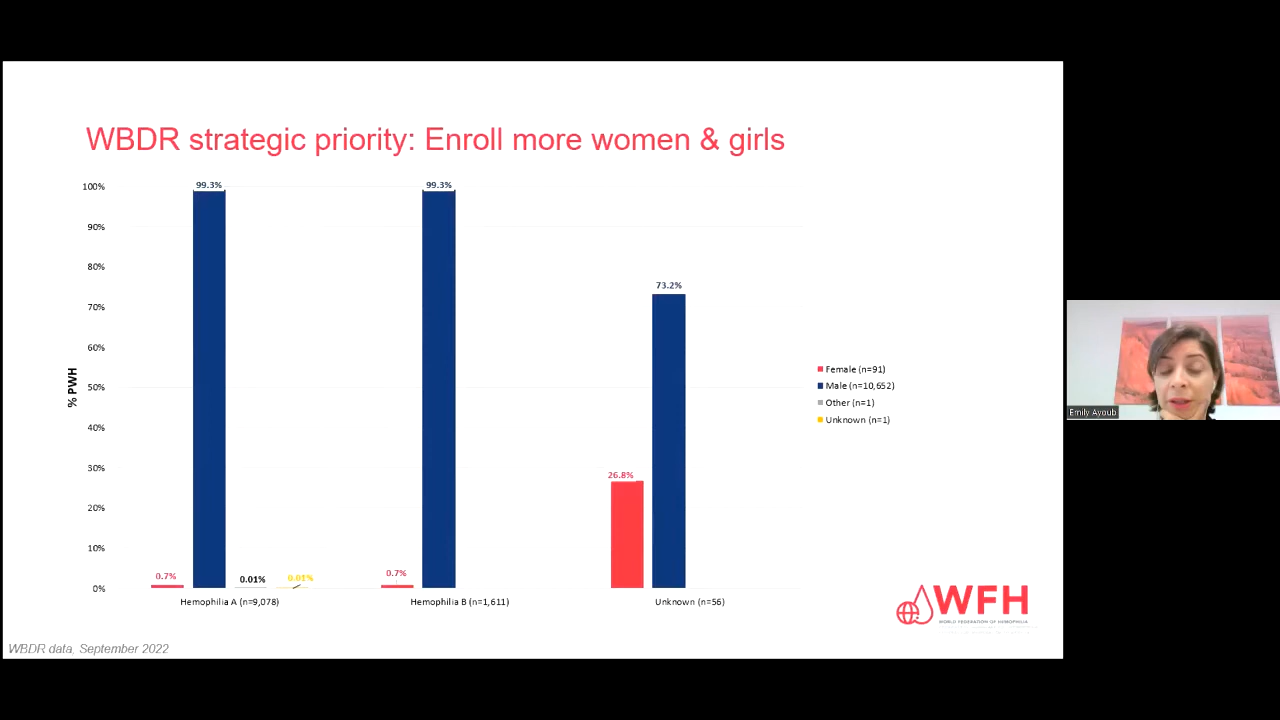 WBDR strategic priority: Enroll more women & girls
100%
90%
80%
70%
60%
50%
40%
30%
20%
10%
0%
% PWH
0.7%
99.3%
0.01%
0.01%
0.7%
99.3%
26.8%
73.2%
Hemophilia A (n=9,078)
Hemophilia B (n=1,611)
Unknown (n=56)
Female (n=91)
Male (n=10,652)
Other (n=1)
Unknown (n=1)
WFH
WORLD FEDERATION OF HEMOPHILIA
WBDR data, September 2022
Emily Ayoub